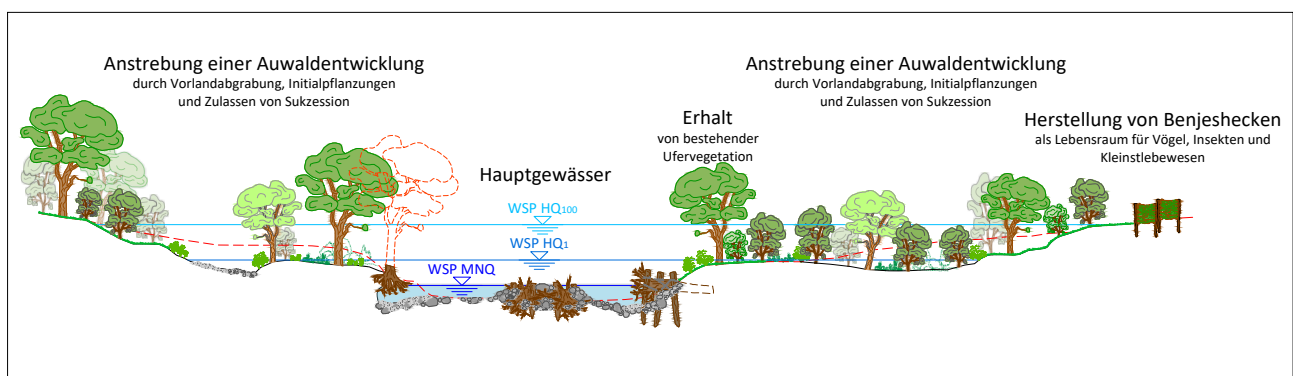 Anstrebung einer Auwaldentwicklung
durch Vorlandabgrabung, Initialpflanzungen
und Zulassen von Sukzession
Hauptgewässer
WSP HQ100
WSP HQ1
WSP MNQ
Erhalt
von bestehender
Ufervegetation
Anstrebung einer Auwaldentwicklung
durch Vorlandabgrabung, Initialpflanzungen
und Zulassen von Sukzession
Herstellung von Benjeshecken
als Lebensraum für Vögel, Insekten und
Kleinstlebewesen